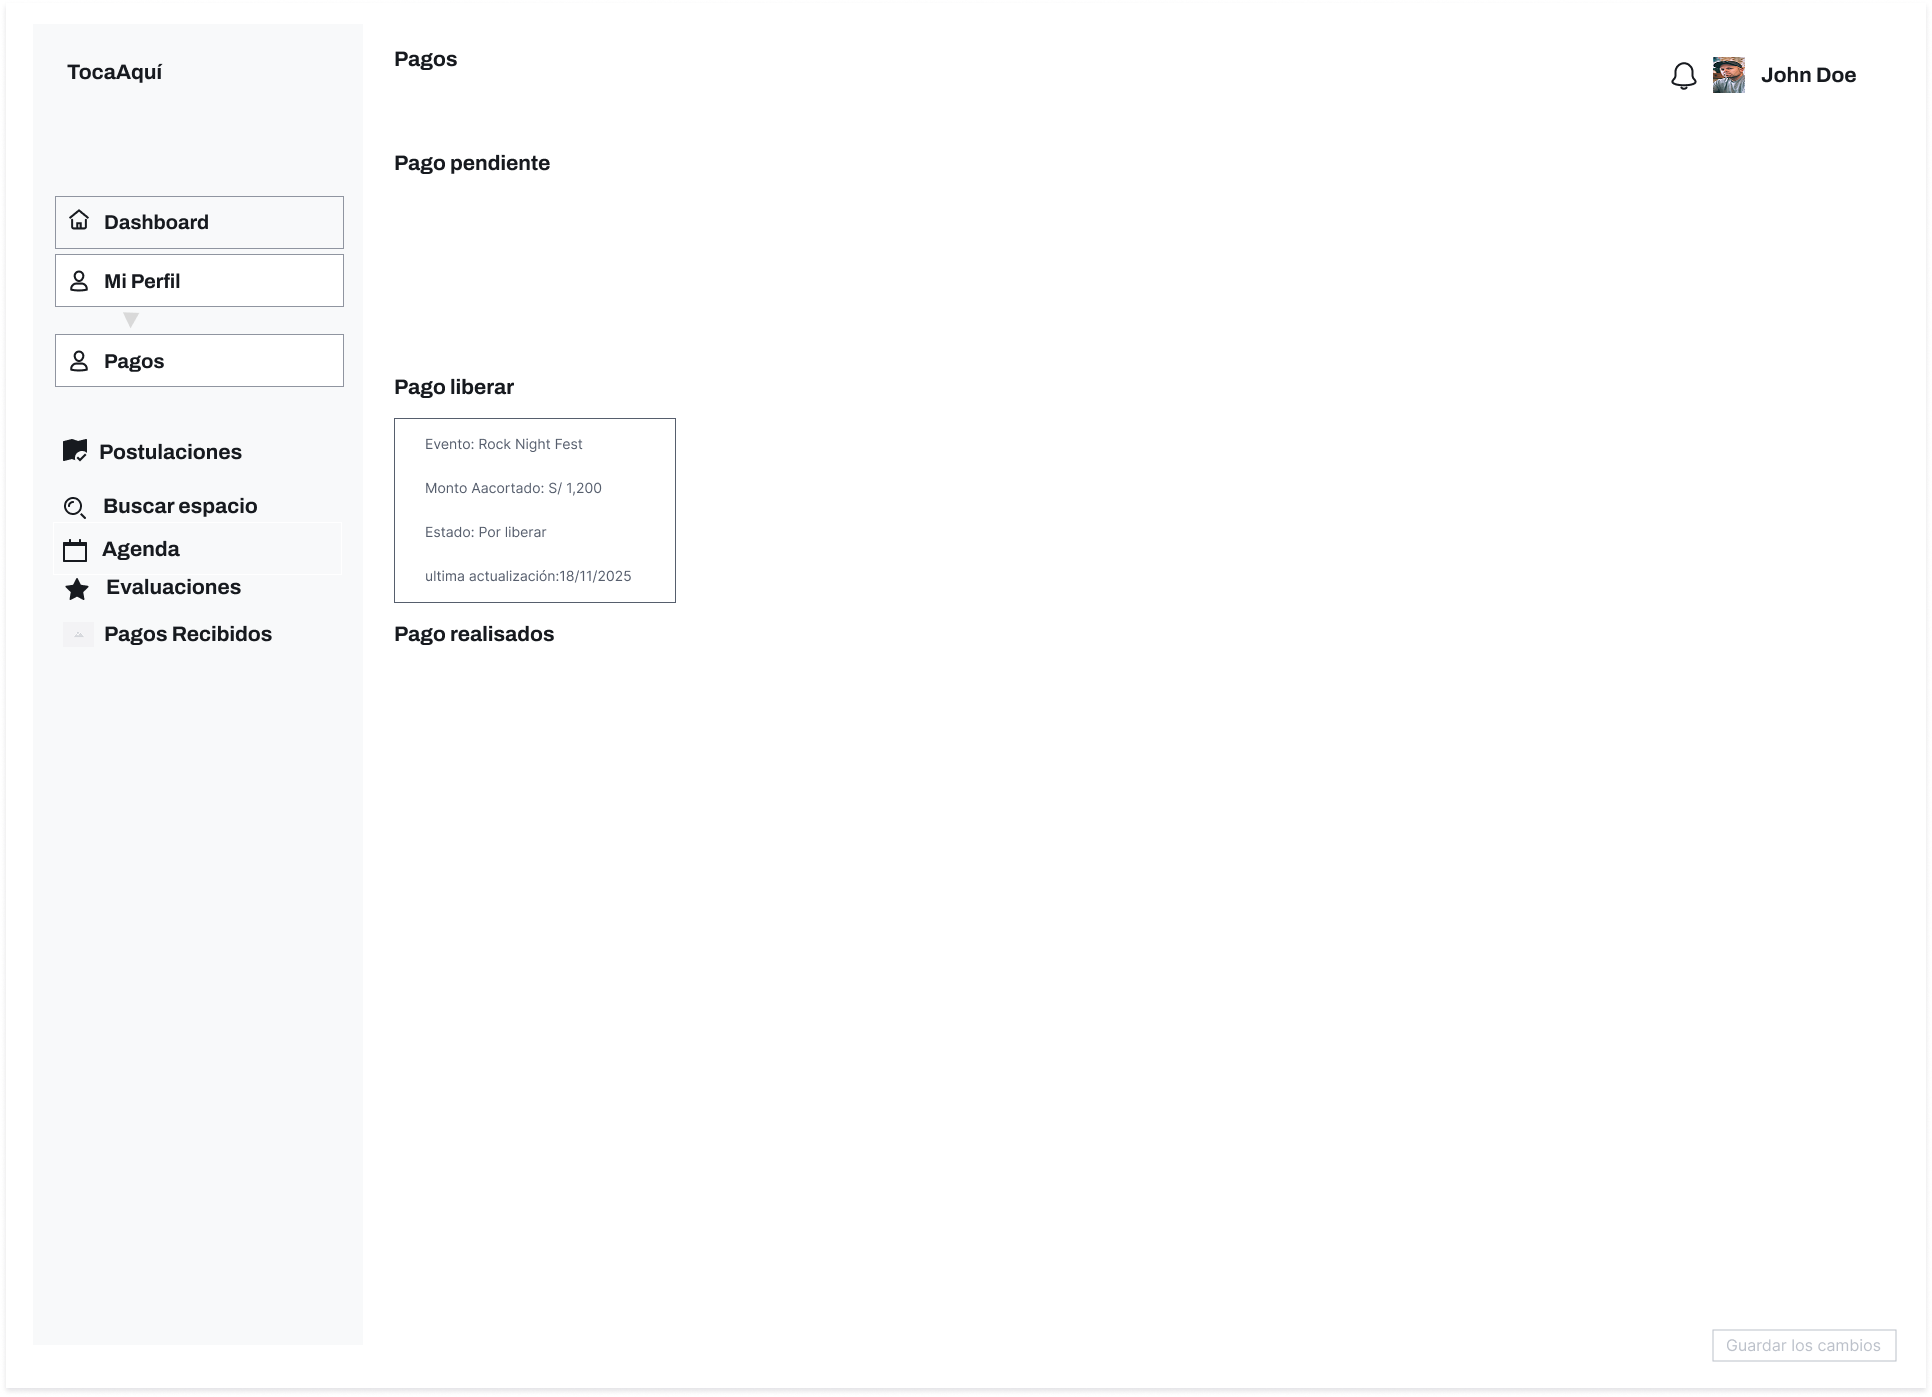 TocaAquí
Dashboard
Mi Perfil
Pagos
Postulaciones
Buscar espacio
Agenda
Evaluaciones
Pagos Recibidos
Pagos
John Doe
Pago pendiente
Pago liberar
Evento: Rock Night Fest
Monto Aacortado: S/ 1,200
Estado: Por liberar
ultima actualización:18/11/2025
Pago realisados
Guardar los cambios